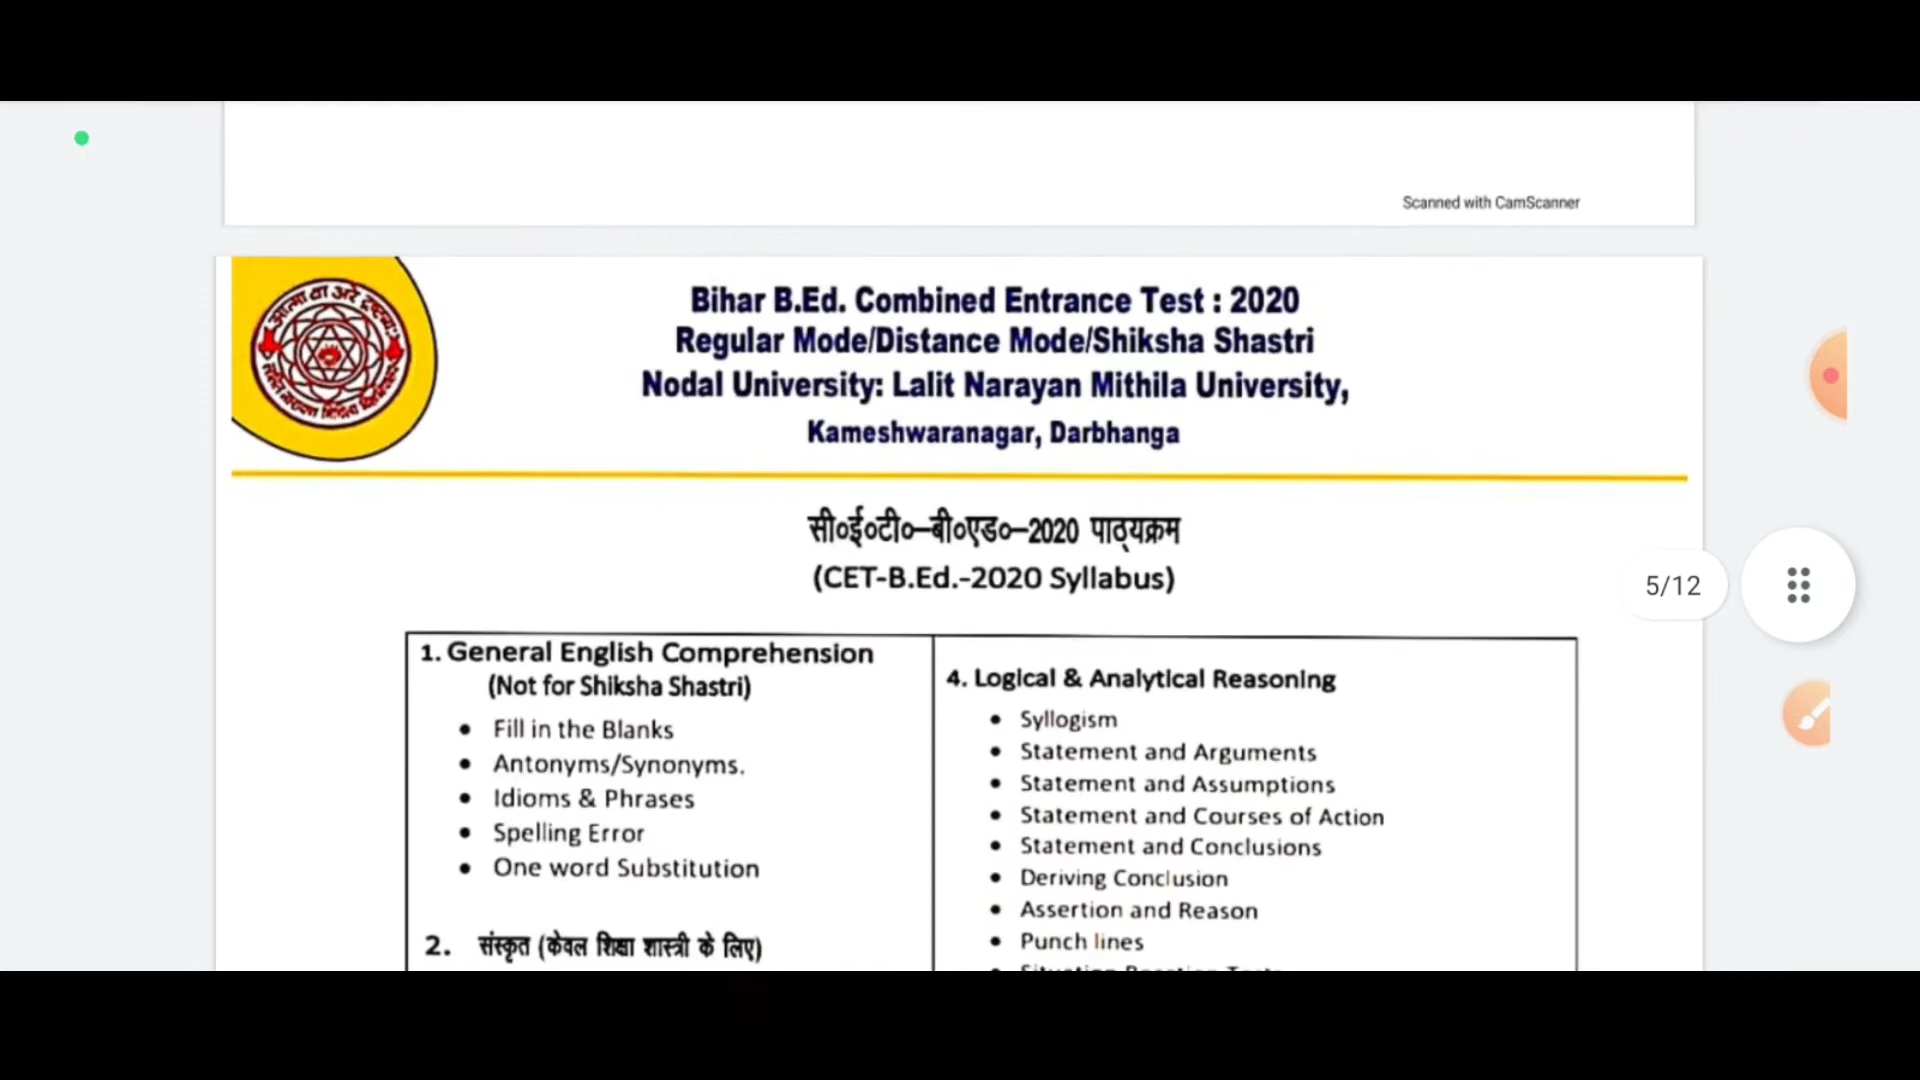 Scanned with CamScanner
Bihar B.Ed. Combined Entrance Test : 2020
Regular Mode/Distance Mode/Shiksha Shastri
Nodal University: Lalit Narayan Mithila University,
Kameshwaranagar, Darbhanga
सी०ई०टी०–बी०एड०–2020 पाठ्यक्रम
(CET-B.Ed.-2020 Syllabus)
5/12
1. General English Comprehension
(Not for Shiksha Shastri)
• Fill in the Blanks
• Antonyms/Synonyms.
• Idioms & Phrases
• Spelling Error
• One word Substitution
2. संस्कृत (केवल शिक्षा शास्त्री के लिए)
4. Logical & Analytical Reasoning
• Syllogism
• Statement and Arguments
• Statement and Assumptions
• Statement and Courses of Action
• Statement and Conclusions
• Deriving Conclusion
• Assertion and Reason
• Punch lines